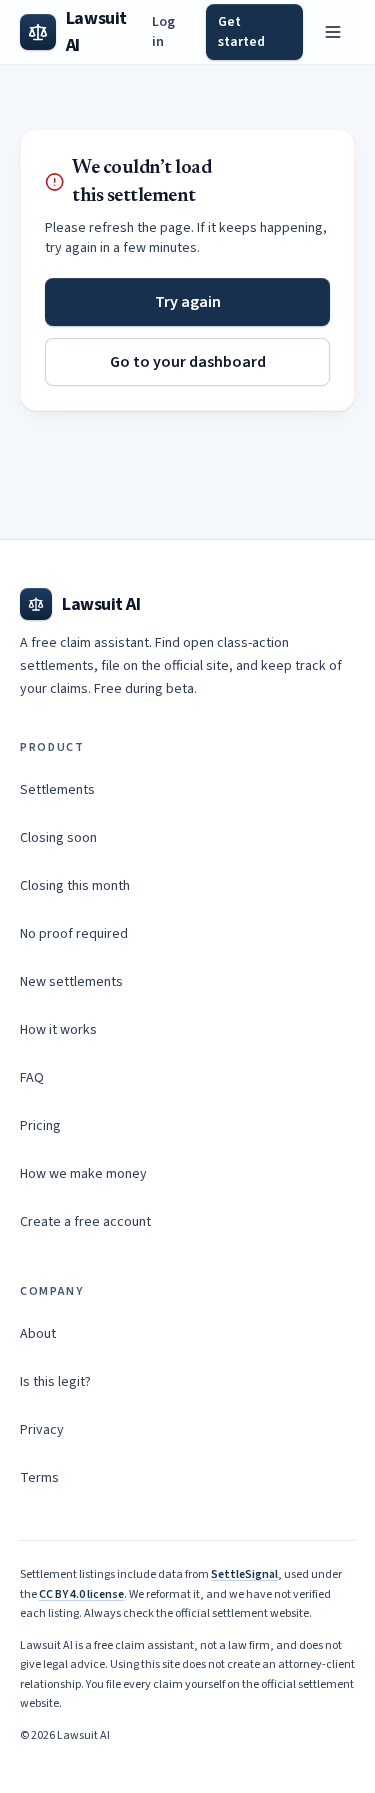 Lawsuit
AI
Log
in
Get
started
We couldn’t load
this settlement
Please refresh the page. If it keeps happening,
try again in a few minutes.
Try again
Go to your dashboard
Lawsuit AI
A free claim assistant. Find open class-action
settlements, file on the official site, and keep track of
your claims. Free during beta.
PRODUCT
Settlements
Closing soon
Closing this month
No proof required
New settlements
How it works
FAQ
Pricing
How we make money
Create a free account
COMPANY
About
Is this legit?
Privacy
Terms
Settlement listings include data from SettleSignal, used under
the CC BY 4.0 license. We reformat it, and we have not verified
each listing. Always check the official settlement website.
Lawsuit AI is a free claim assistant, not a law firm, and does not
give legal advice. Using this site does not create an attorney-client
relationship. You file every claim yourself on the official settlement
website.
© 2026 Lawsuit AI